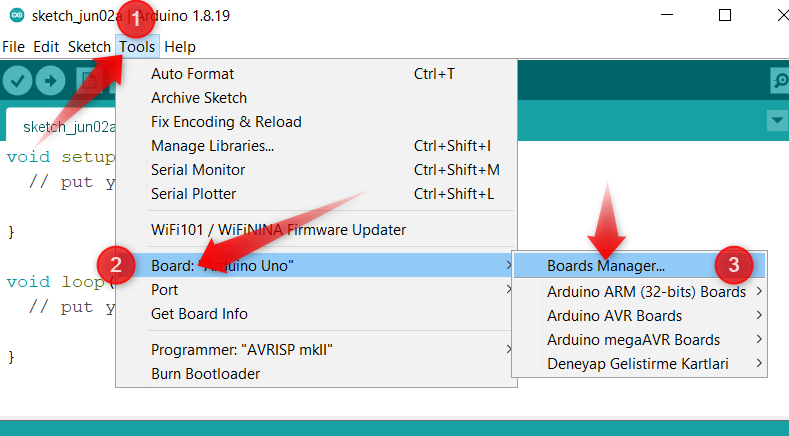 sketch_jun02a | Arduino 1.8.19
1
File Edit Sketch Tools Help
Auto Format Ctrl+T
Archive Sketch
Fix Encoding & Reload
Manage Libraries... Ctrl+Shift+I
Serial Monitor Ctrl+Shift+M
Serial Plotter Ctrl+Shift+L
WiFi101 / WiFiNINA Firmware Updater
2
Board: "Arduino Uno"
Port
Get Board Info
Programmer: "AVRISP mkII"
Burn Bootloader
Boards Manager...
3
Arduino ARM (32-bits) Boards
Arduino AVR Boards
Arduino megaAVR Boards
Deneyap Gelistirme Kartlari
sketch_jun02a
void setup
// put y
}
void loop(
// put y
}